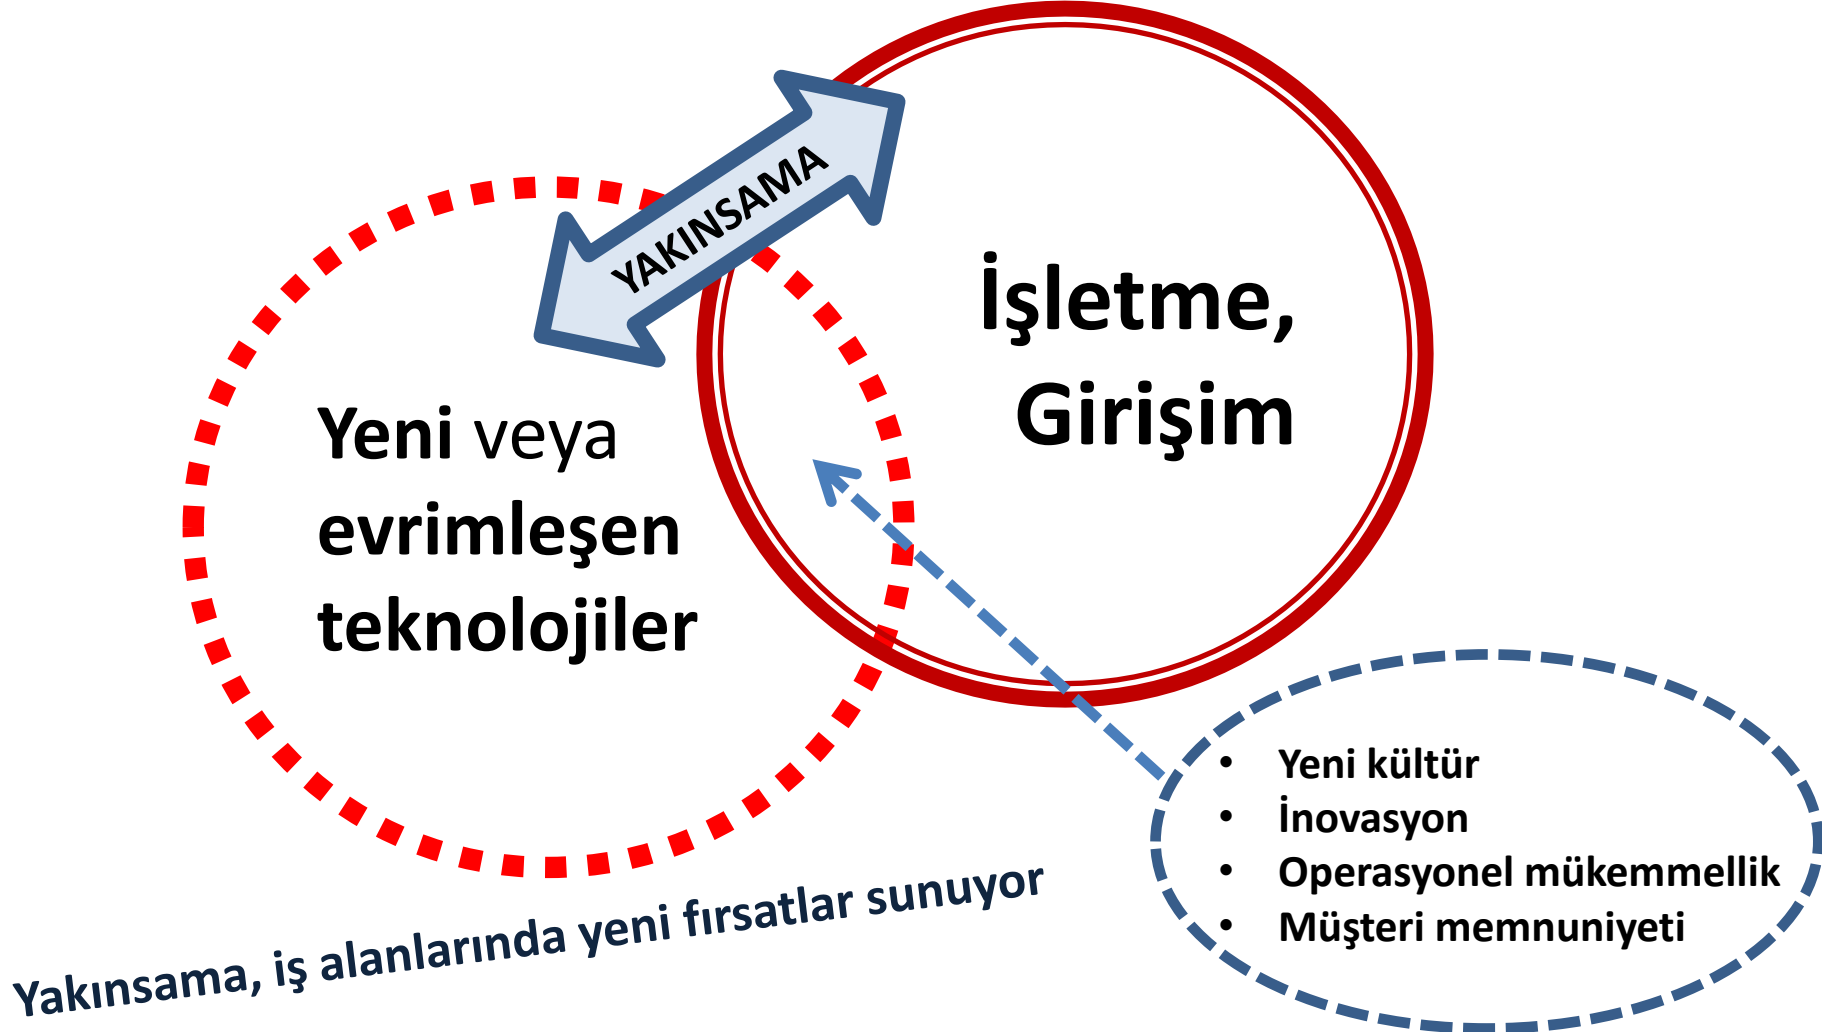 YAKINSAMA
İşletme,
Girişim
Yeni veya
evrimleşen
teknolojiler
• Yeni kültür
• İnovasyon
• Operasyonel mükemmellik
• Müşteri memnuniyeti
Yakınsama, iş alanlarında yeni fırsatlar sunuyor